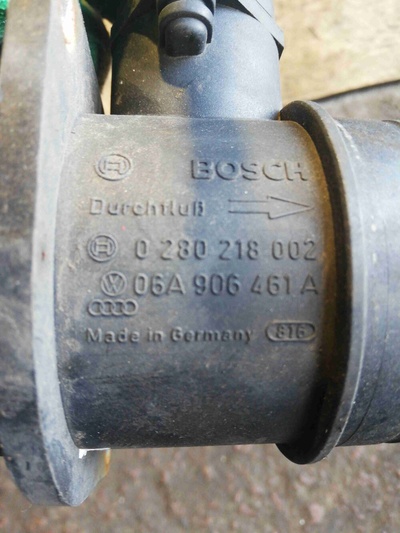 BOSCH
Durchfluß
0 280 218 002
06A 906 461 A
Made in Germany 816